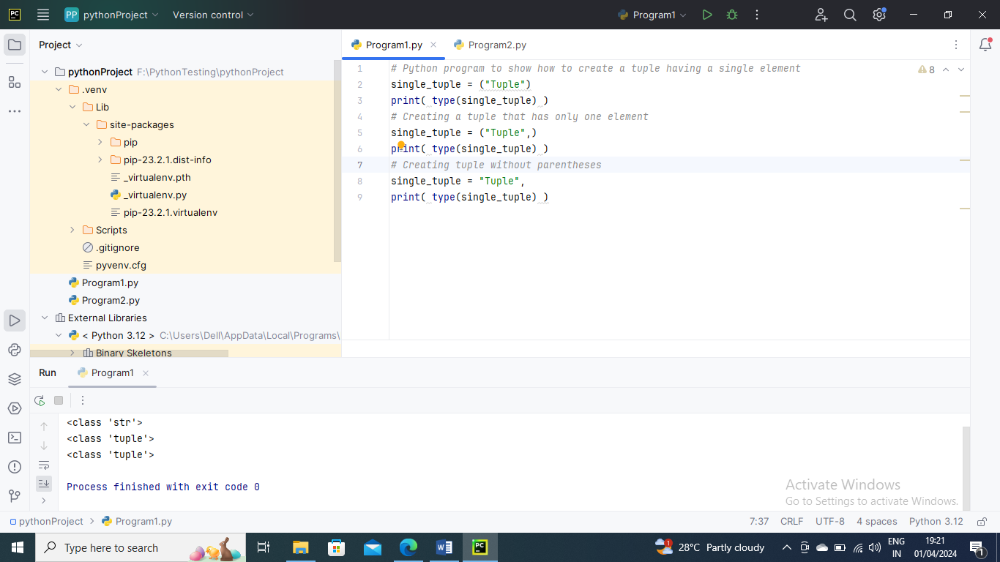 PC
PP pythonProject Version control Program1
Project
pythonProject F:\PythonTesting\pythonProject
.venv
Lib
site-packages
pip
pip-23.2.1.dist-info
_virtualenv.pth
_virtualenv.py
pip-23.2.1.virtualenv
Scripts
.gitignore
pyvenv.cfg
Program1.py
Program2.py
External Libraries
< Python 3.12 > C:\Users\Dell\AppData\Local\Programs\
Binary Skeletons
Program1.py Program2.py
8
1 # Python program to show how to create a tuple having a single element
2 single_tuple = ("Tuple")
3 print( type(single_tuple) )
4 # Creating a tuple that has only one element
5 single_tuple = ("Tuple",)
6 print( type(single_tuple) )
7 # Creating tuple without parentheses
8 single_tuple = "Tuple",
9 print( type(single_tuple) )
Run Program1
<class 'str'>
<class 'tuple'>
<class 'tuple'>
Process finished with exit code 0
Activate Windows
Go to Settings to activate Windows.
pythonProject > Program1.py 7:37 CRLF UTF-8 4 spaces Python 3.12
Type here to search
PC
1
28°C Partly cloudy
ENG
IN
19:21
01/04/2024
1